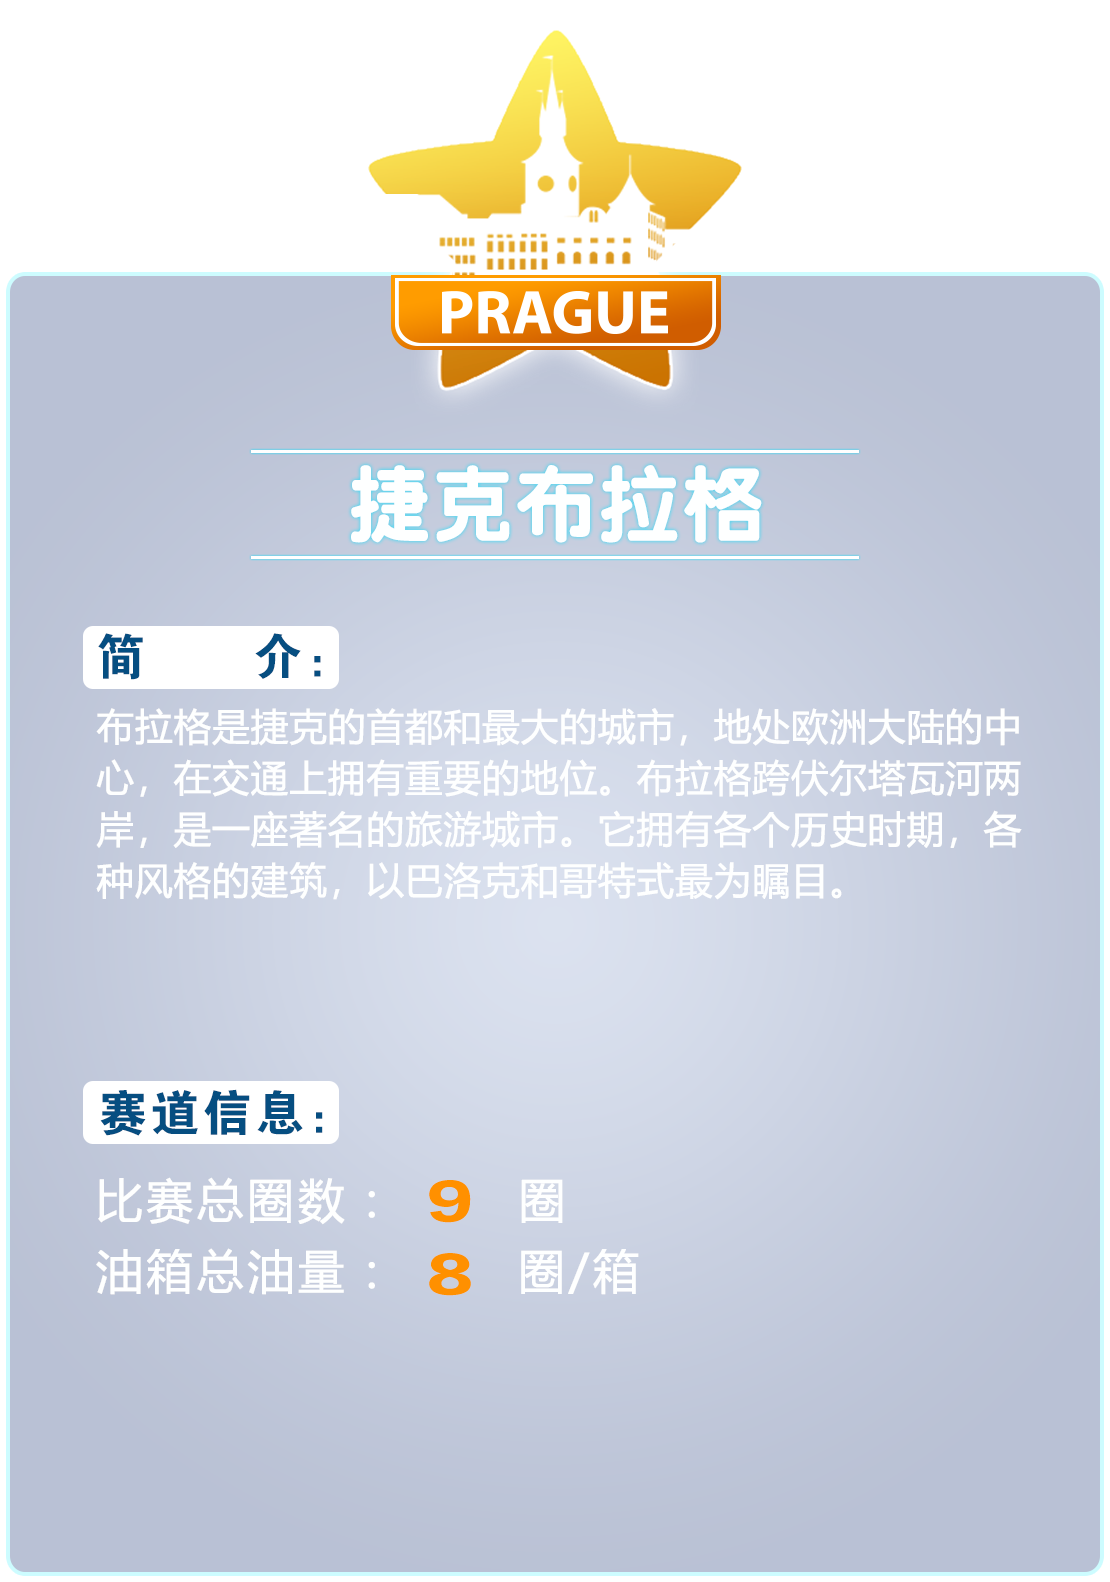 PRAGUE
捷克布拉格
简 介：
布拉格是捷克的首都和最大的城市，地处欧洲大陆的中
心，在交通上拥有重要的地位。布拉格跨伏尔塔瓦河两
岸，是一座著名的旅游城市。它拥有各个历史时期，各
种风格的建筑，以巴洛克和哥特式最为瞩目。
赛道信息：
比赛总圈数： 9 圈
油箱总油量： 8 圈/箱